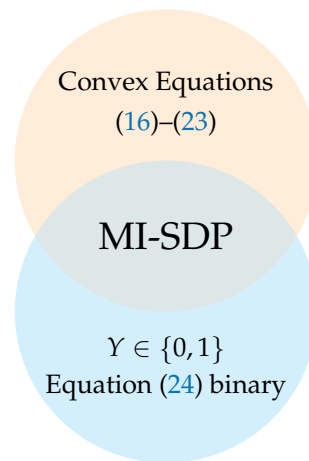 Convex Equations
(16)–(23)
MI-SDP
Y ∈ {0, 1}
Equation (24) binary